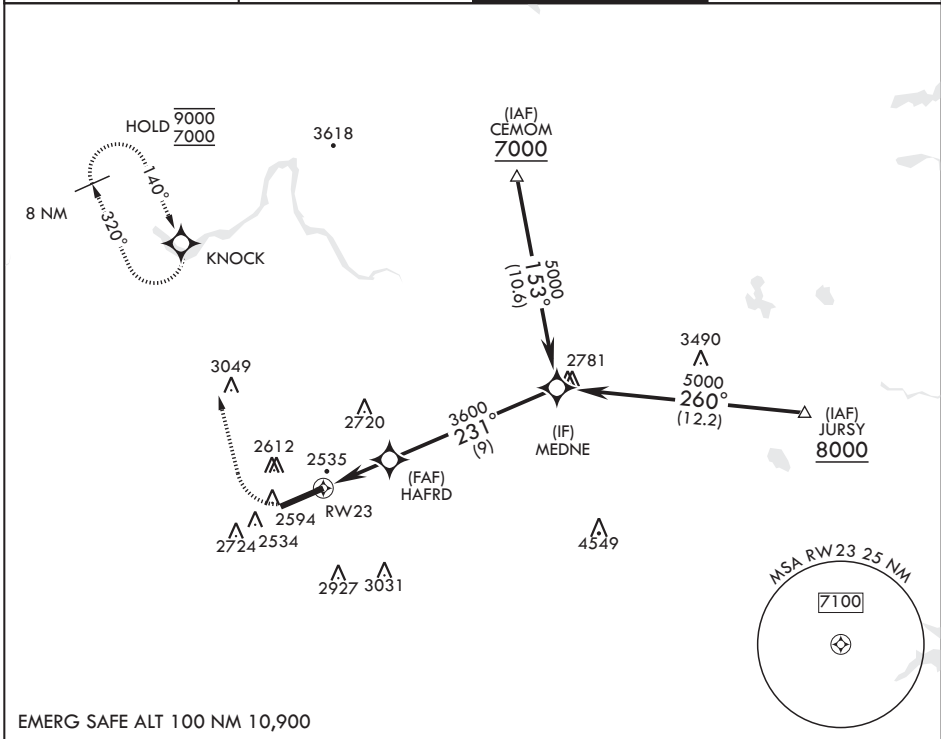 HOLD 9000
7000
140°
320°
8 NM
KNOCK
3618
(IAF)
CEMOM
7000
5000
153°
(10.6)
3490
5000
260°
(12.2)
(IAF)
JURSY
8000
2781
(IF)
MEDNE
3600
231°
(9)
3049
2720
2612
2535
(FAF)
HAFRD
RW23
2594
2724
2534
2927
3031
4549
MSA RW23 25 NM
7100
EMERG SAFE ALT 100 NM 10,900